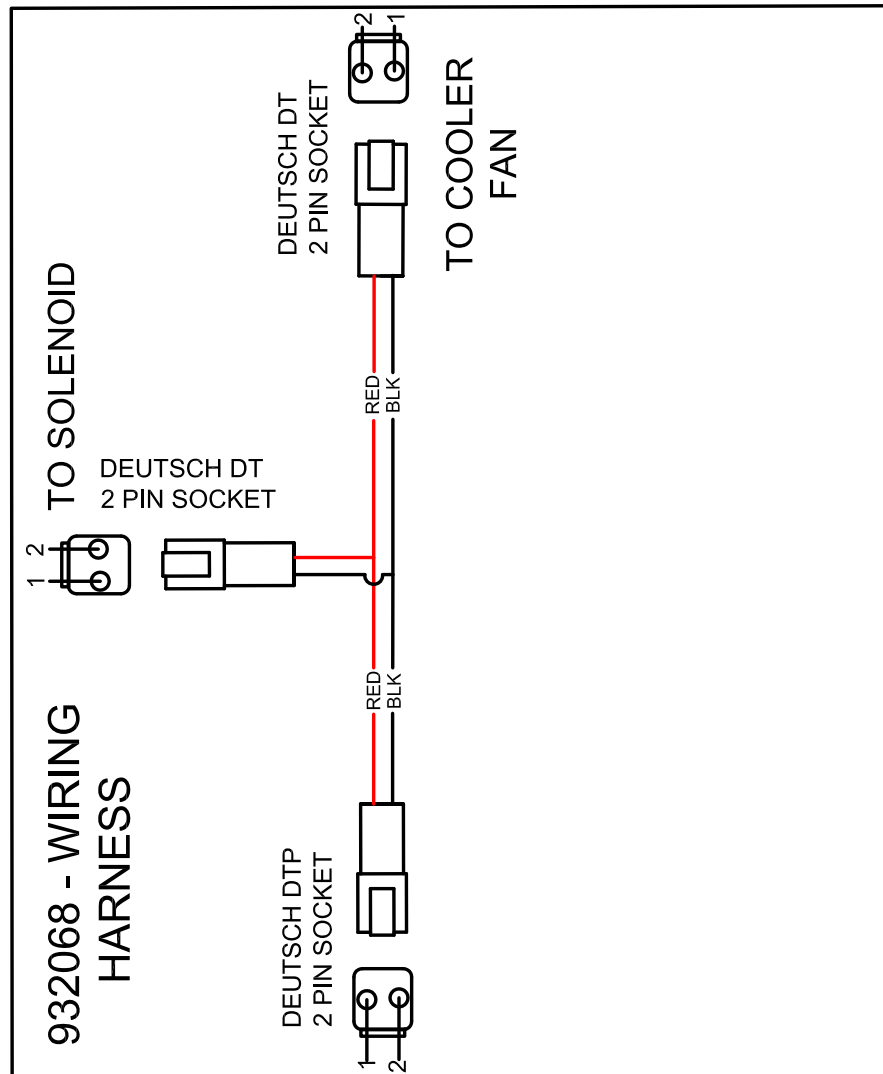 932068 - WIRING
HARNESS
TO SOLENOID
DEUTSCH DT
2 PIN SOCKET
1
2
DEUTSCH DTP
2 PIN SOCKET
1
2
RED
BLK
RED
BLK
DEUTSCH DT
2 PIN SOCKET
2
1
TO COOLER
FAN